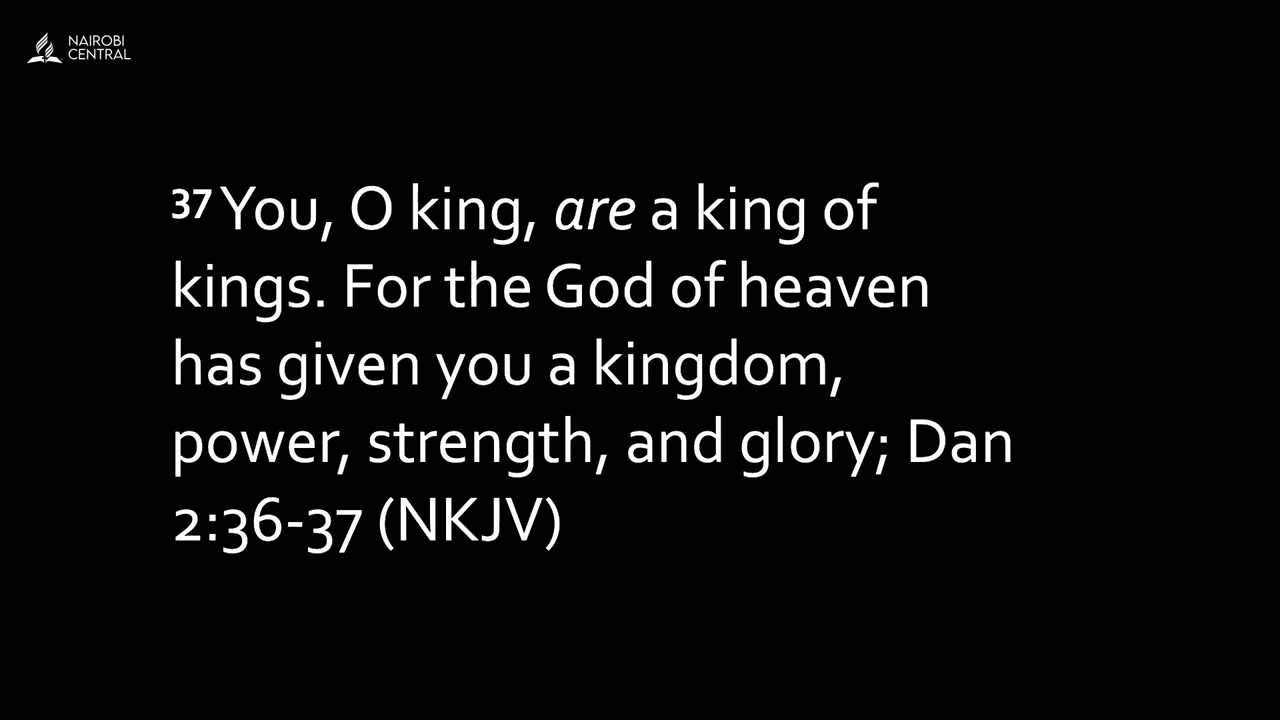 NAIROBI
CENTRAL
37 You, O king, are a king of
kings. For the God of heaven
has given you a kingdom,
power, strength, and glory; Dan
2:36-37 (NKJV)